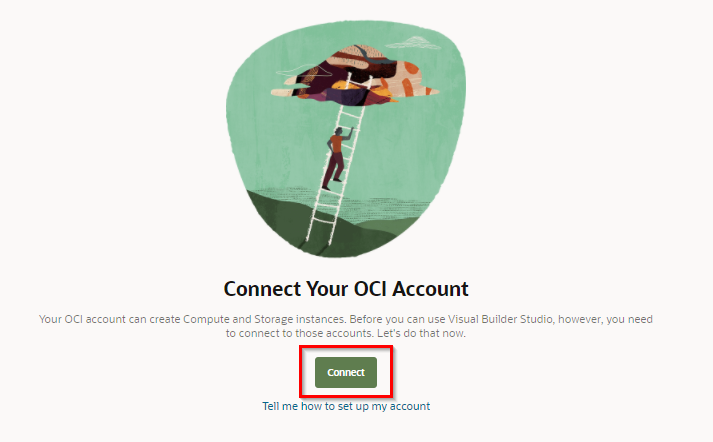 Connect Your OCI Account
Your OCI account can create Compute and Storage instances. Before you can use Visual Builder Studio, however, you need
to connect to those accounts. Let's do that now.
Connect
Tell me how to set up my account